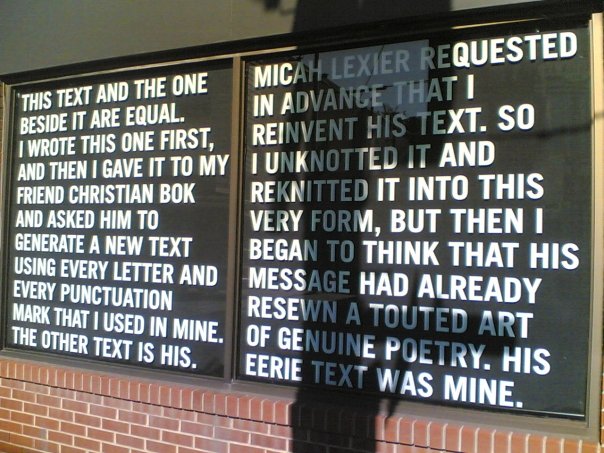 THIS TEXT AND THE ONE
BESIDE IT ARE EQUAL.
I WROTE THIS ONE FIRST,
AND THEN I GAVE IT TO MY
FRIEND CHRISTIAN BOK
AND ASKED HIM TO
GENERATE A NEW TEXT
USING EVERY LETTER AND
EVERY PUNCTUATION
MARK THAT I USED IN MINE.
THE OTHER TEXT IS HIS.
MICAH LEXIER REQUESTED
IN ADVANCE THAT I
REINVENT HIS TEXT. SO
I UNKNOTTED IT AND
REKNITTED IT INTO THIS
VERY FORM, BUT THEN I
BEGAN TO THINK THAT HIS
MESSAGE HAD ALREADY
RESEWN A TOUTED ART
OF GENUINE POETRY. HIS
EERIE TEXT WAS MINE.